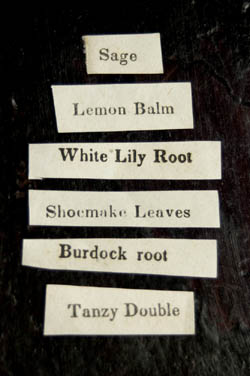 Sage
Lemon Balm
White Lily Root
Shoemake Leaves
Burdock root
Tanzy Double